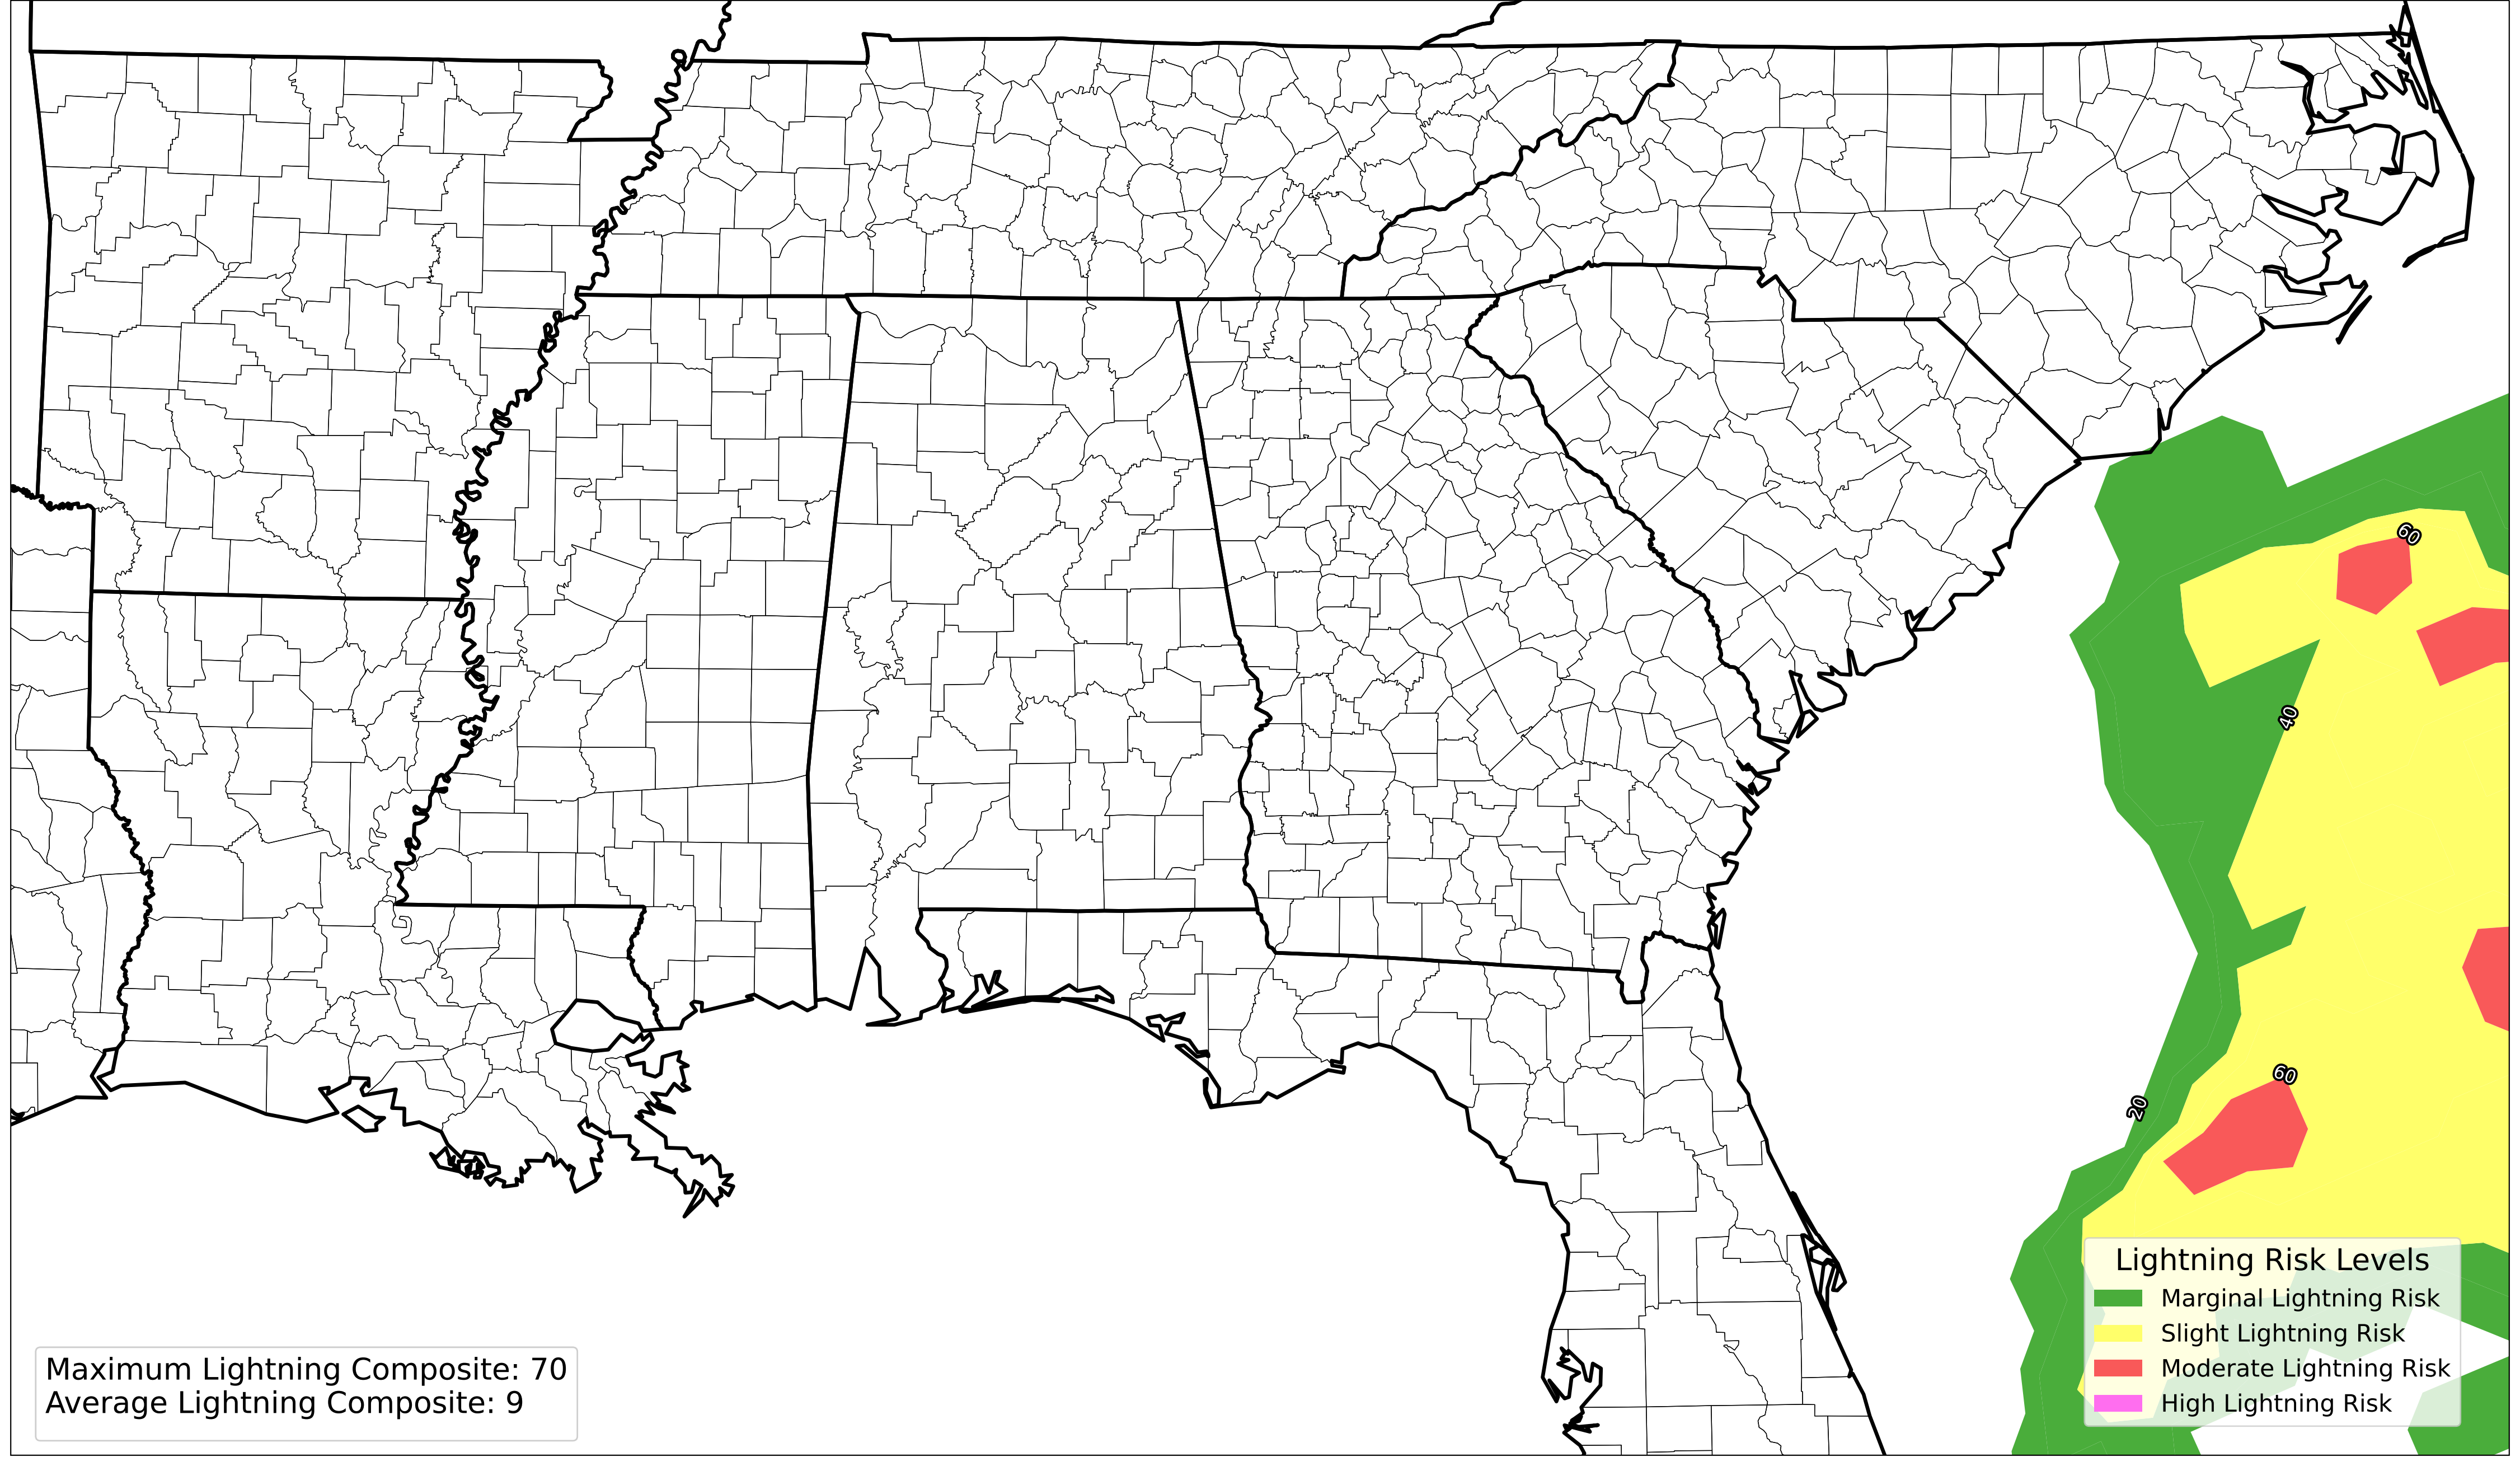 60
40
60
20
Lightning Risk Levels
Marginal Lightning Risk
Slight Lightning Risk
Moderate Lightning Risk
High Lightning Risk
Maximum Lightning Composite: 70
Average Lightning Composite: 9